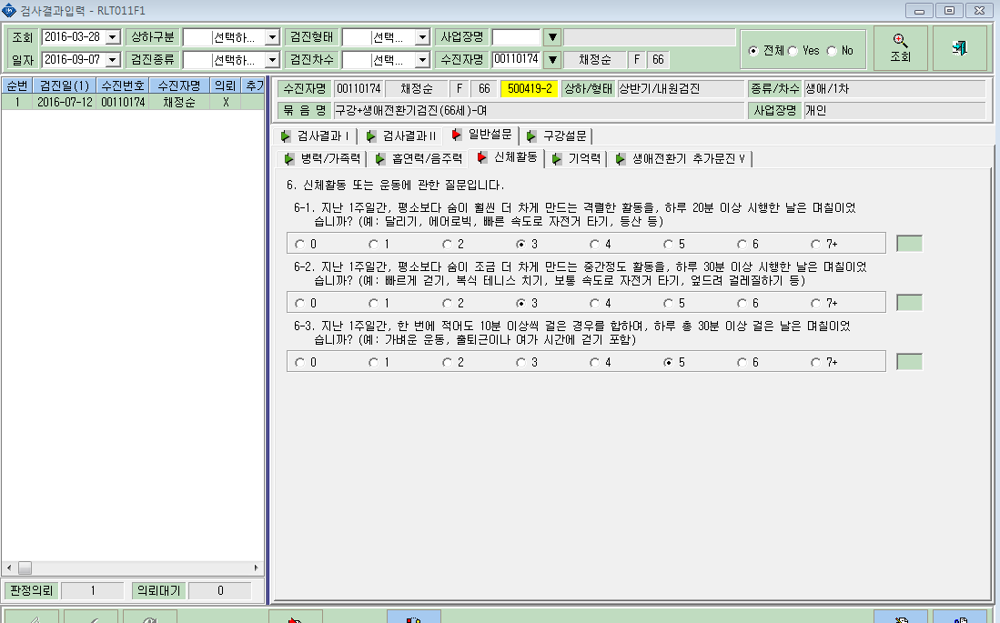 검사결과입력 - RLT011F1
조회 2016-03-28 상하구분 선택하... 검진형태 선택... 사업장명
일자 2016-09-07 검진종류 선택하... 검진차수 선택... 수진자명 00110174 채정순 F 66
전체 Yes No 조회
순번 검진일(1) 수진번호 수진자명 의뢰 추가
1 2016-07-12 00110174 채정순 X
수진자명 00110174 채정순 F 66 500419-2 상하/형태 상반기/내원검진 종류/차수 생애/1차
묶음명 구강+생애전환기검진(66세)-여 사업장명 개인
검사결과Ⅰ 검사결과Ⅱ 일반설문 구강설문
병력/가족력 흡연력/음주력 신체활동 기억력 생애전환기 추가문진 Y
6. 신체활동 또는 운동에 관한 질문입니다.
6-1. 지난 1주일간, 평소보다 숨이 훨씬 더 차게 만드는 격렬한 활동을, 하루 20분 이상 시행한 날은 며칠이었
습니까? (예: 달리기, 에어로빅, 빠른 속도로 자전거 타기, 등산 등)
0 1 2 3 4 5 6 7+
6-2. 지난 1주일간, 평소보다 숨이 조금 더 차게 만드는 중간정도 활동을, 하루 30분 이상 시행한 날은 며칠이었
습니까? (예: 빠르게 걷기, 복식 테니스 치기, 보통 속도로 자전거 타기, 엎드려 걸레질하기 등)
0 1 2 3 4 5 6 7+
6-3. 지난 1주일간, 한 번에 적어도 10분 이상씩 걸은 경우를 합하여, 하루 총 30분 이상 걸은 날은 며칠이었
습니까? (예: 가벼운 운동, 출퇴근이나 여가 시간에 걷기 포함)
0 1 2 3 4 5 6 7+
판정의뢰 1 의뢰대기 0